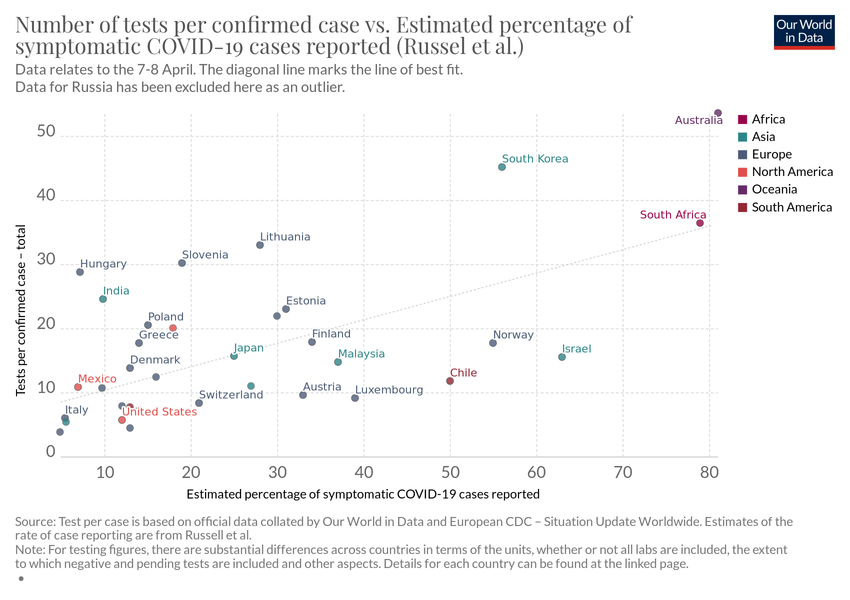 Number of tests per confirmed case vs. Estimated percentage of
symptomatic COVID-19 cases reported (Russel et al.)
Our World
in Data
Data relates to the 7-8 April. The diagonal line marks the line of best fit.
Data for Russia has been excluded here as an outlier.
Australia
Africa
Asia
Europe
North America
Oceania
South America
50
40
30
20
10
0
Tests per confirmed case – total
South Korea
South Africa
Lithuania
Slovenia
Hungary
India
Estonia
Poland
Greece
Finland
Norway
Japan
Malaysia
Israel
Denmark
Mexico
Chile
Switzerland
Austria
Luxembourg
Italy
United States
10
20
30
40
50
60
70
80
Estimated percentage of symptomatic COVID-19 cases reported
Source: Test per case is based on official data collated by Our World in Data and European CDC – Situation Update Worldwide. Estimates of the
rate of case reporting are from Russell et al.
Note: For testing figures, there are substantial differences across countries in terms of the units, whether or not all labs are included, the extent
to which negative and pending tests are included and other aspects. Details for each country can be found at the linked page.